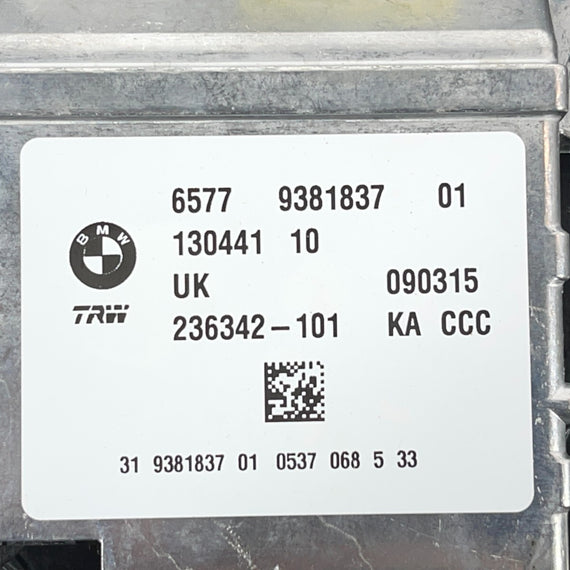 6577 9381837 01
130441 10
BMW
UK 090315
TRW
236342-101 KA CCC
31 9381837 01 0537 068 5 33